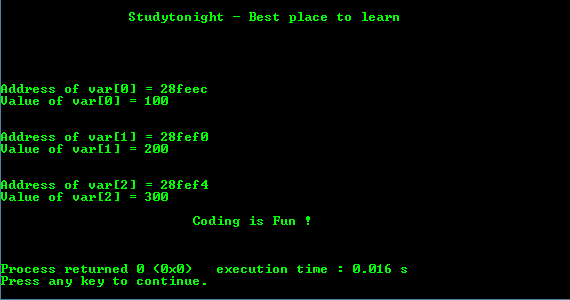 Studytonight - Best place to learn
Address of var[0] = 28feec
Value of var[0] = 100
Address of var[1] = 28fef0
Value of var[1] = 200
Address of var[2] = 28fef4
Value of var[2] = 300
Coding is Fun !
Process returned 0 (0x0)   execution time : 0.016 s
Press any key to continue.